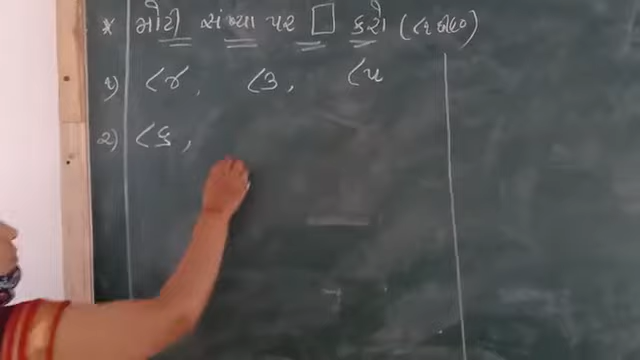 * મોટી સંખ્યા પર □ કરો
૧) ૮૪, ૮૩, ૮૫
૨) ૮૬,